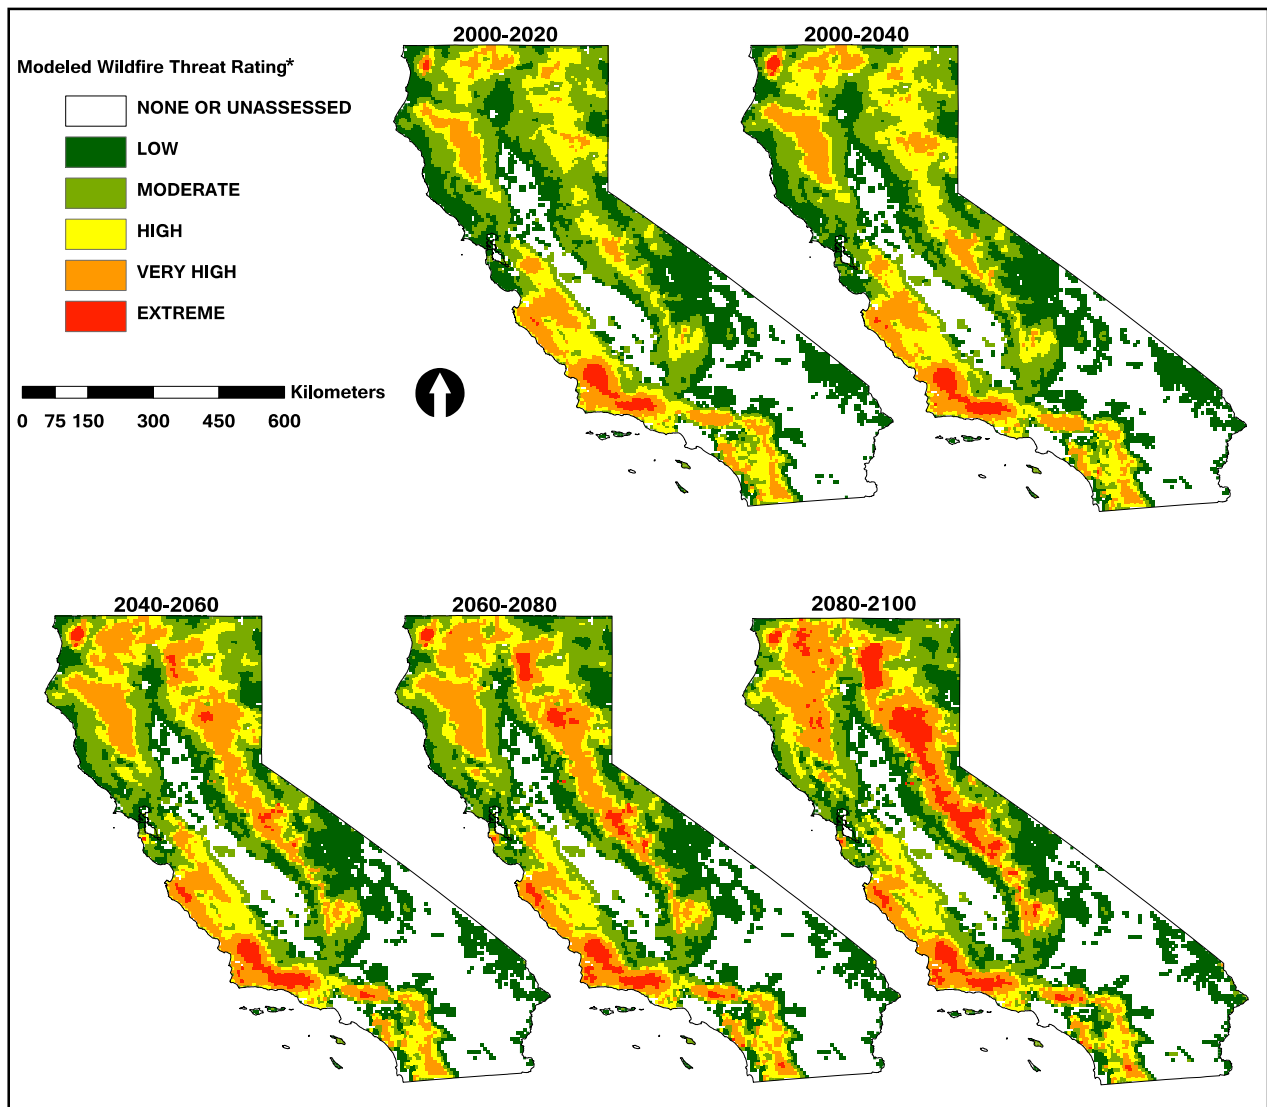 2000-2020
2000-2040
Modeled Wildfire Threat Rating*
NONE OR UNASSESSED
LOW
MODERATE
HIGH
VERY HIGH
EXTREME
Kilometers
0 75 150 300 450 600
2040-2060
2060-2080
2080-2100